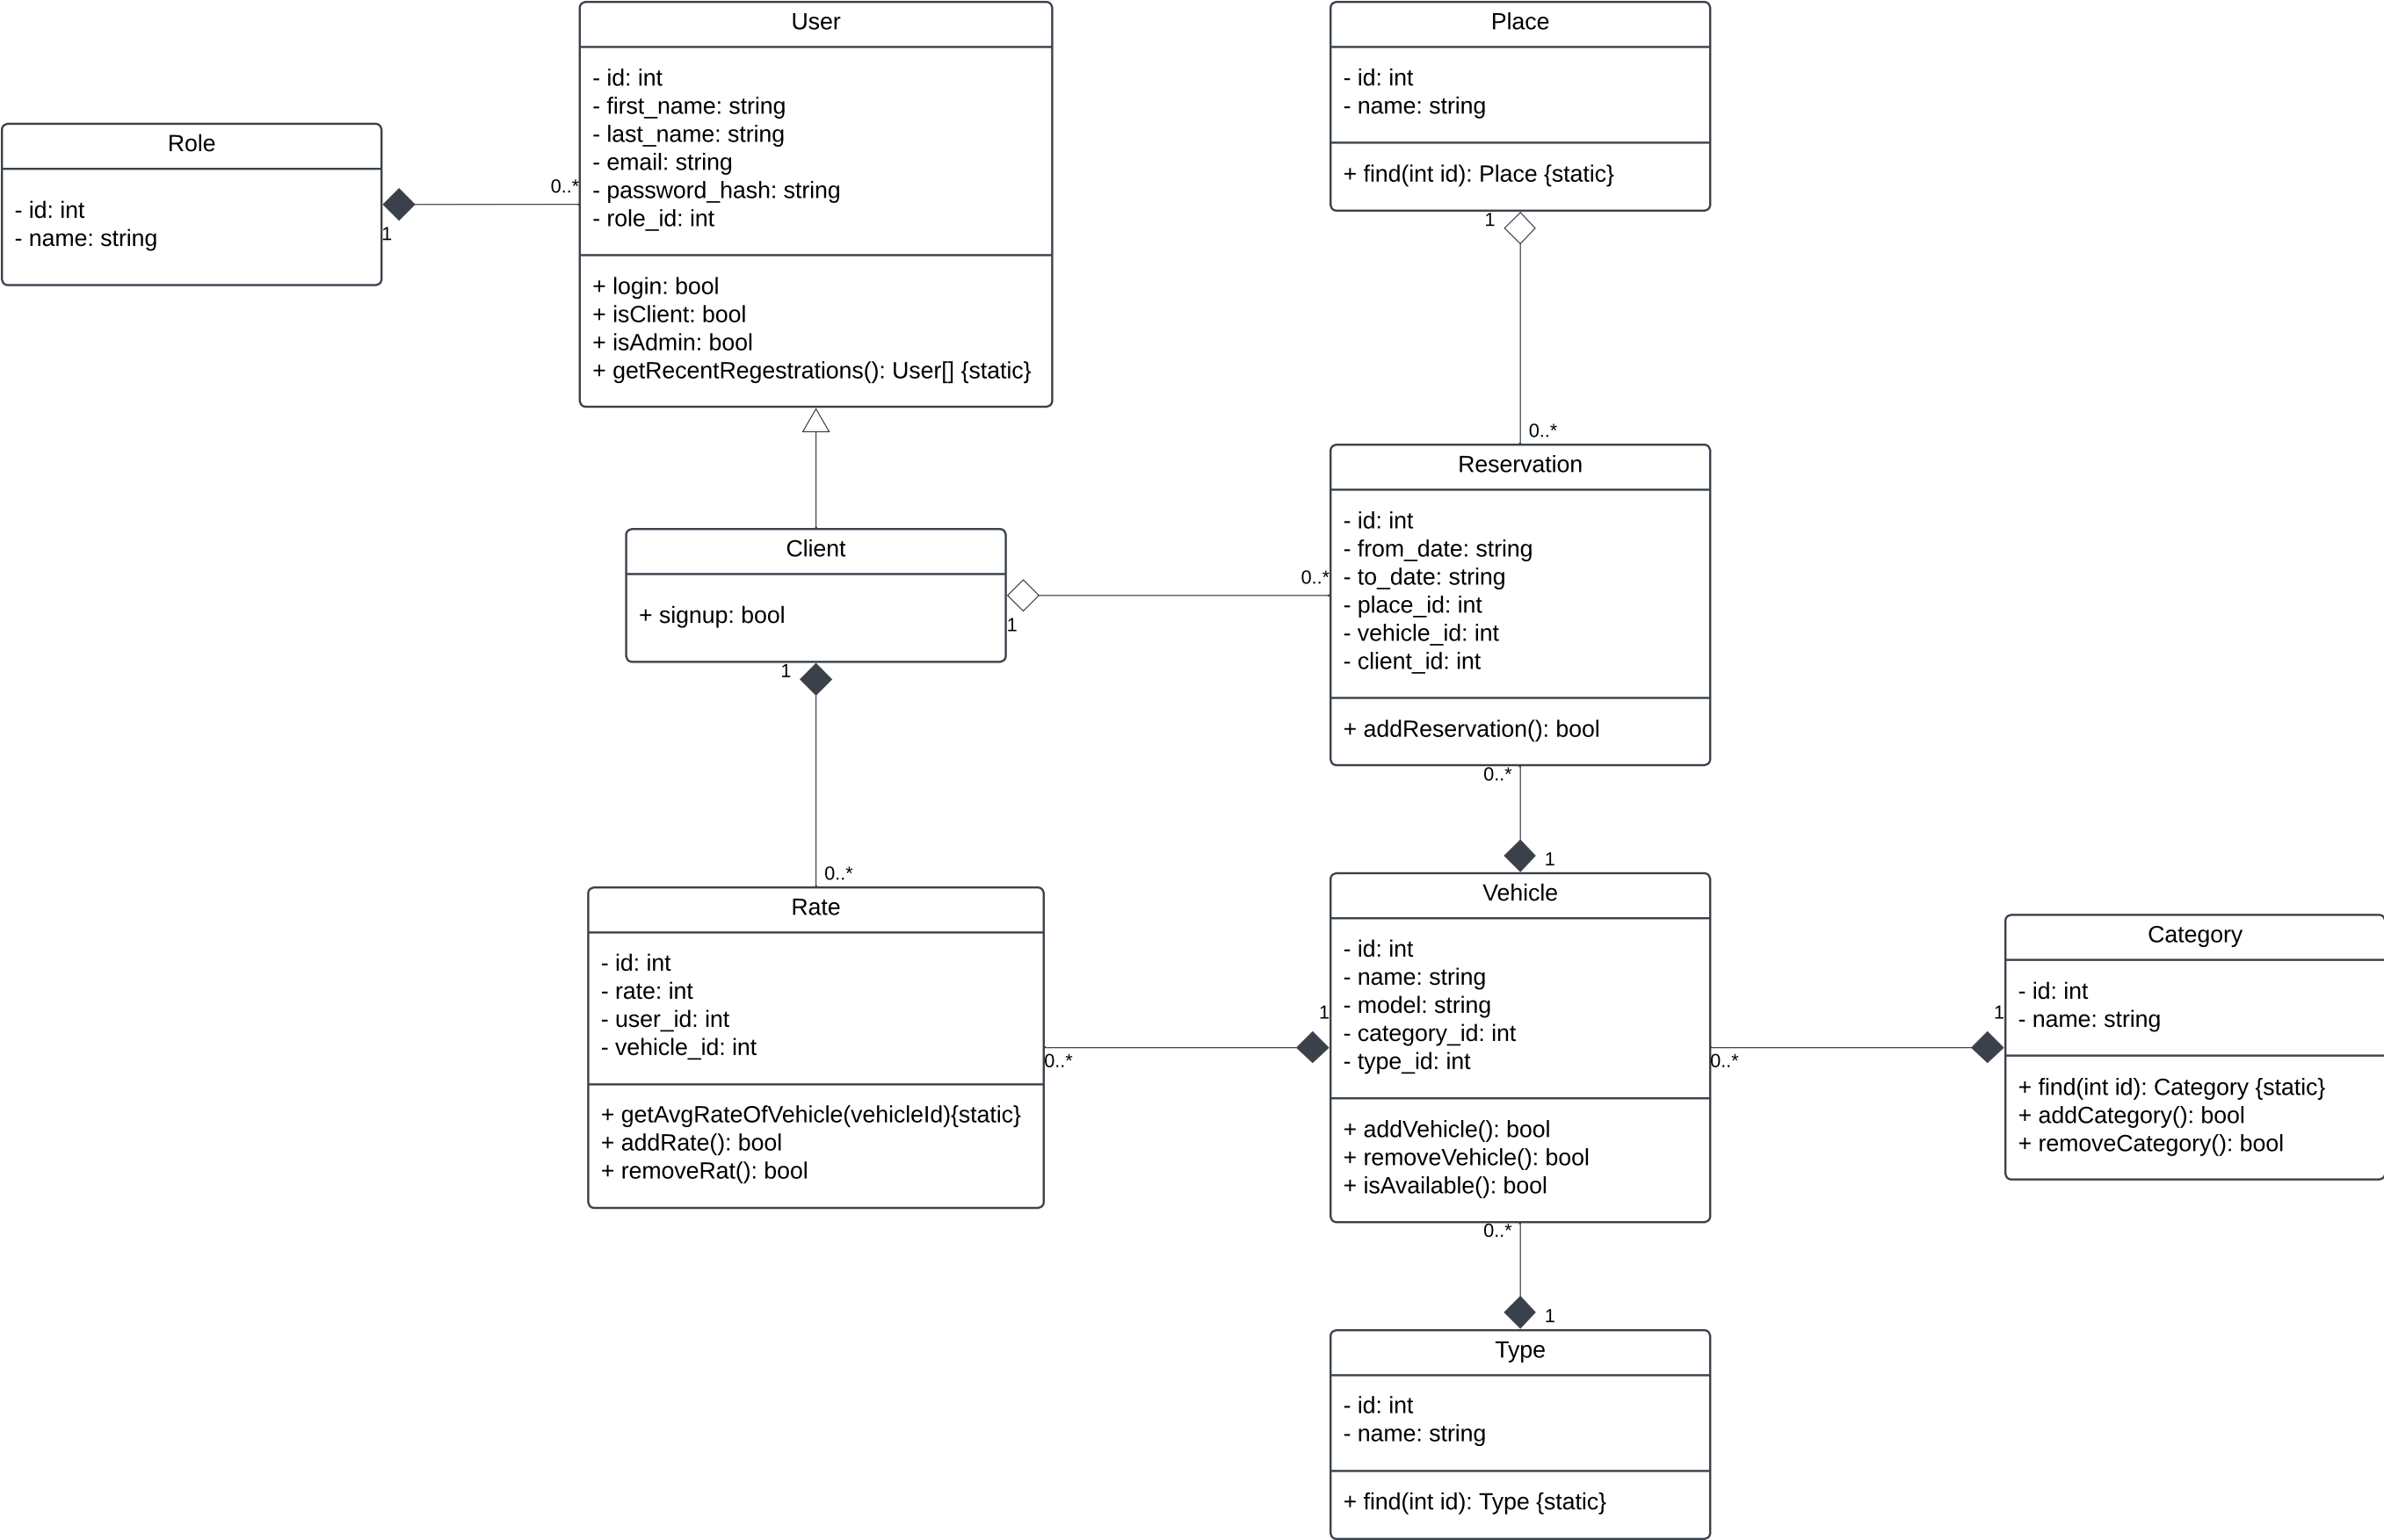 User
- id: int
- first_name: string
- last_name: string
- email: string
- password_hash: string
- role_id: int
+ login: bool
+ isClient: bool
+ isAdmin: bool
+ getRecentRegestrations(): User[] {static}
Place
- id: int
- name: string
+ find(int id): Place {static}
1
0..*
Role
- id: int
- name: string
1
0..*
Client
+ signup: bool
1
0..*
Reservation
- id: int
- from_date: string
- to_date: string
- place_id: int
- vehicle_id: int
- client_id: int
+ addReservation(): bool
0..*
1
1
0..*
Rate
- id: int
- rate: int
- user_id: int
- vehicle_id: int
+ getAvgRateOfVehicle(vehicleId){static}
+ addRate(): bool
+ removeRat(): bool
0..*
1
Vehicle
- id: int
- name: string
- model: string
- category_id: int
- type_id: int
+ addVehicle(): bool
+ removeVehicle(): bool
+ isAvailable(): bool
0..*
1
Category
- id: int
- name: string
+ find(int id): Category {static}
+ addCategory(): bool
+ removeCategory(): bool
0..*
1
Type
- id: int
- name: string
+ find(int id): Type {static}